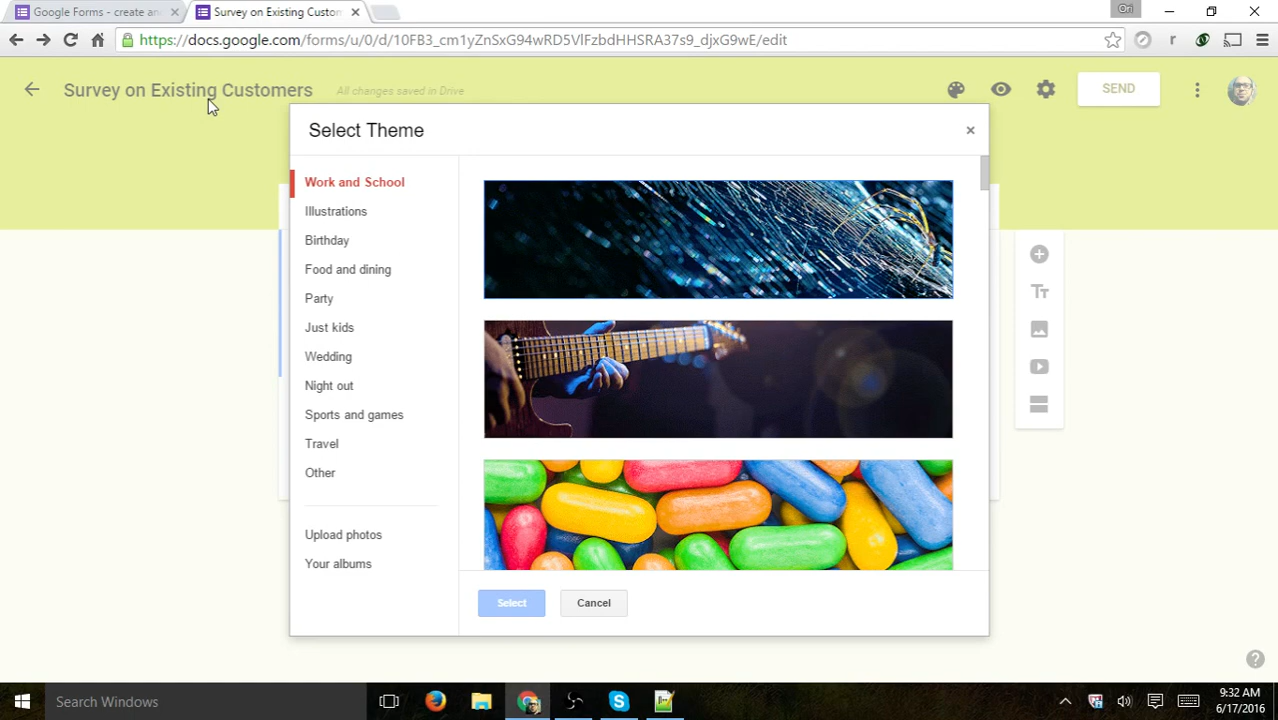 Google Forms - create an
Survey on Existing Custom
Ori
https://docs.google.com/forms/u/0/d/10FB3_cm1yZnSxG94wRD5VlFzbdHHSRA37s9_djxG9wE/edit
r
Survey on Existing Customers
All changes saved in Drive
SEND
Select Theme
Work and School
Illustrations
Birthday
Food and dining
Party
Just kids
Wedding
Night out
Sports and games
Travel
Other
Upload photos
Your albums
Select
Cancel
Tт
Search Windows
9:32 AM
6/17/2016